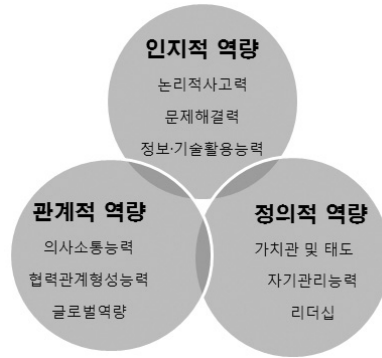 인지적 역량
논리적사고력
문제해결력
정보·기술활용능력
관계적 역량
의사소통능력
협력관계형성능력
글로벌역량
정의적 역량
가치관 및 태도
자기관리능력
리더십